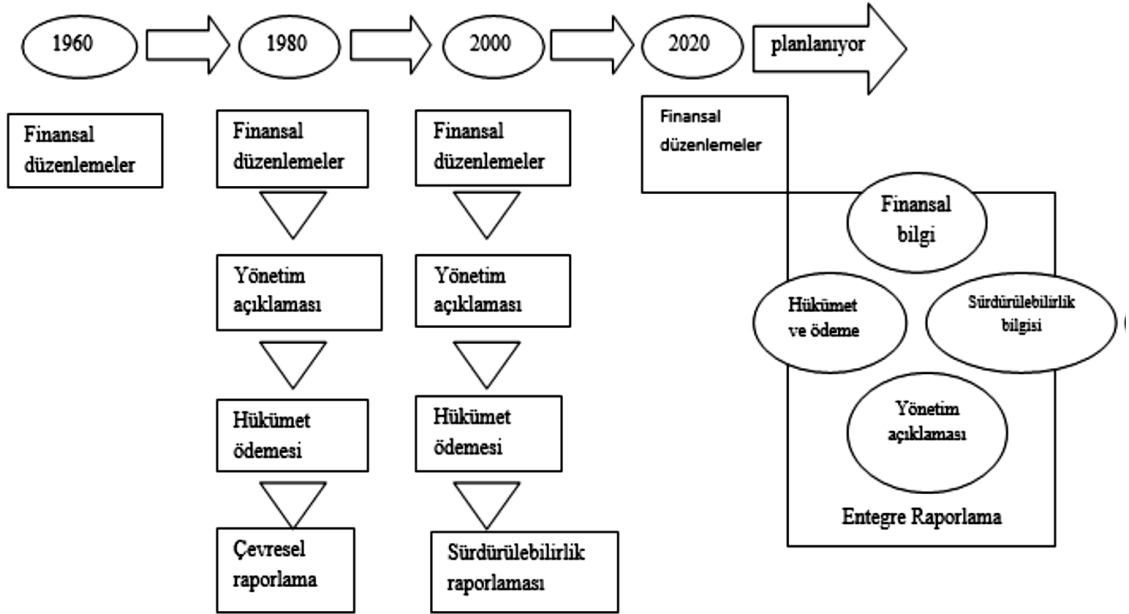 1960
1980
2000
2020
planlanıyor
Finansal
düzenlemeler
Finansal
düzenlemeler
Yönetim
açıklaması
Hükümet
ödemesi
Çevresel
raporlama
Finansal
düzenlemeler
Yönetim
açıklaması
Hükümet
ödemesi
Sürdürülebilirlik
raporlaması
Finansal
düzenlemeler
Finansal
bilgi
Hükümet
ve ödeme
Sürdürülebilirlik
bilgisi
Yönetim
açıklaması
Entegre Raporlama